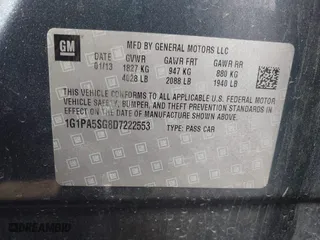 GM
MFD BY GENERAL MOTORS LLC
DATE GVWR GAWR FRT GAWR RR
01/13 1827 KG 947 KG 880 KG
4028 LB 2088 LB 1940 LB
THIS VEHICLE CONFORMS TO ALL APPLICABLE U.S. FEDERAL MOTOR
VEHICLE SAFETY, BUMPER, AND THEFT PREVENTION STANDARDS IN
EFFECT ON THE DATE OF MANUFACTURE SHOWN ABOVE.
1G1PA5SG8D7222553 TYPE: PASS CAR
DREAMBID